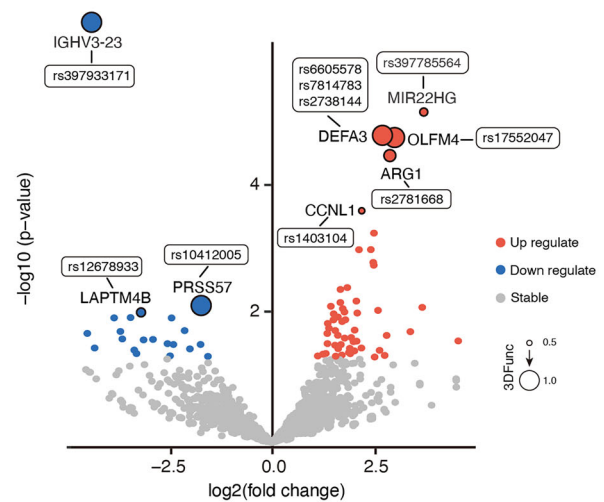 IGHV3-23
rs397933171
rs6605578
rs7814783
rs2738144
rs397785564
MIR22HG
DEFA3
OLFM4
rs17552047
ARG1
rs2781668
CCNL1
rs1403104
4
−log10 (p−value)
rs12678933
LAPTM4B
rs10412005
PRSS57
2
Up regulate
Down regulate
Stable
3DFunc
0.5
1.0
−2.5
0.0
2.5
log2(fold change)